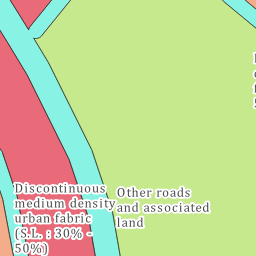 Discontinuous
medium density
urban fabric
(S.L. : 30% -
50%)
Other roads
and associated
land